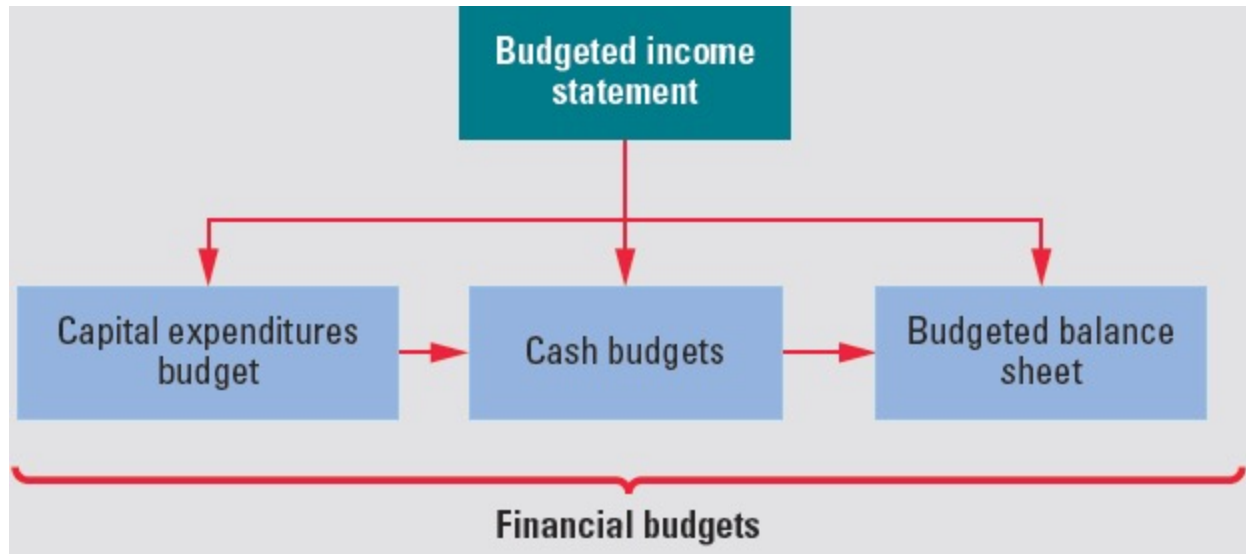 Budgeted income
statement
Capital expenditures
budget
Cash budgets
Budgeted balance
sheet
Financial budgets